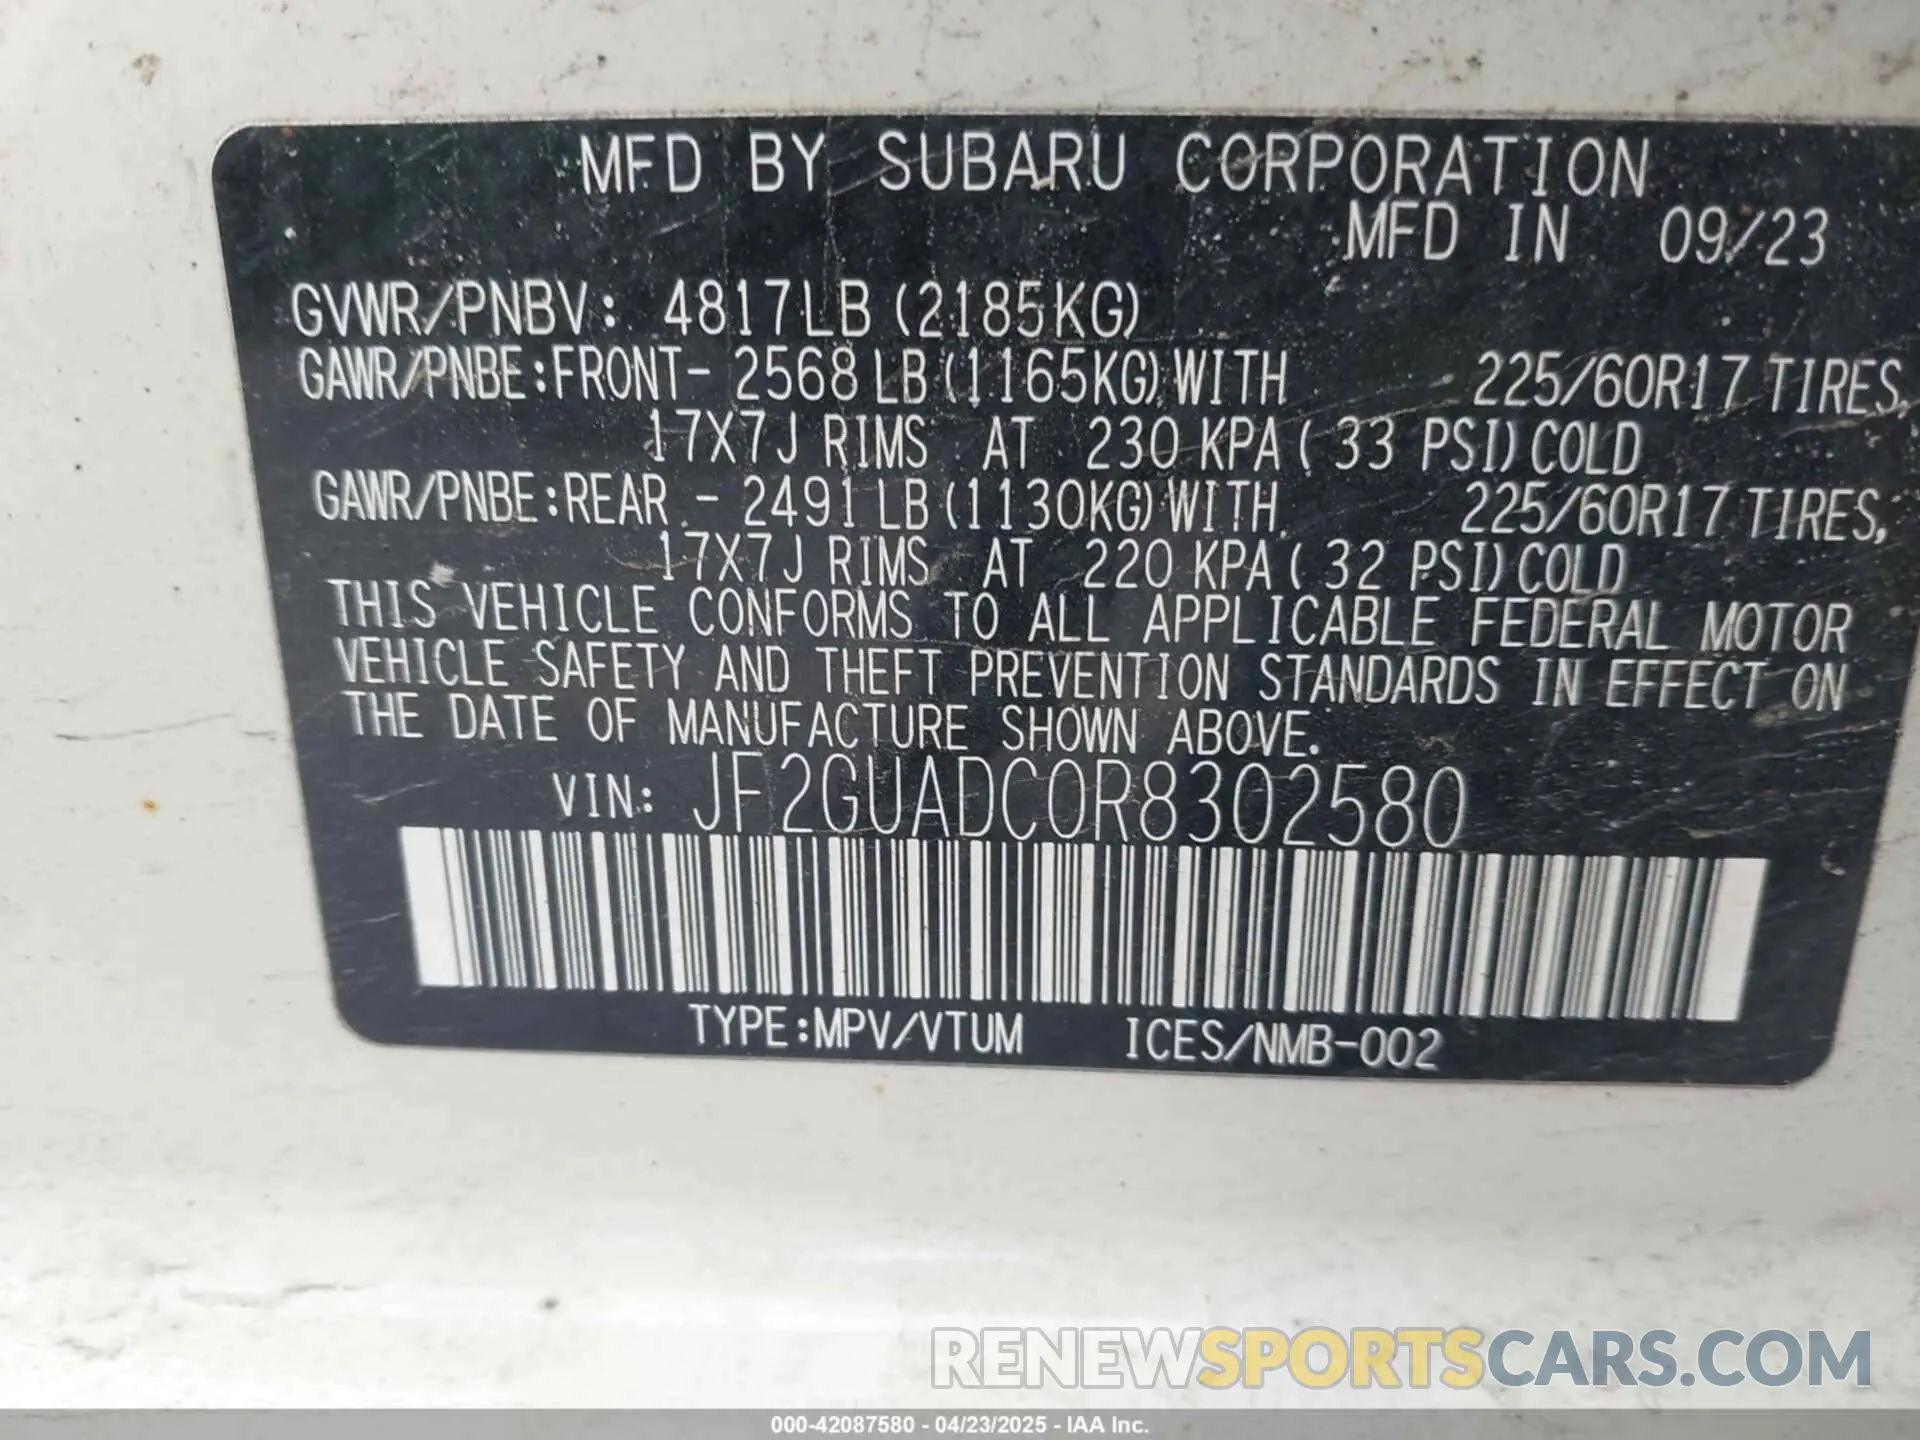 MFD BY SUBARU CORPORATION
MFD IN 09/23
GVWR/PNBV: 4817LB (2185KG)
GAWR/PNBE:FRONT- 2568LB(1165KG)WITH 225/60R17 TIRES,
17X7J RIMS AT 230 KPA( 33 PSI)COLD
GAWR/PNBE:REAR - 2491LB(1130KG)WITH 225/60R17 TIRES,
17X7J RIMS AT 220 KPA( 32 PSI)COLD
THIS VEHICLE CONFORMS TO ALL APPLICABLE FEDERAL MOTOR
VEHICLE SAFETY AND THEFT PREVENTION STANDARDS IN EFFECT ON
THE DATE OF MANUFACTURE SHOWN ABOVE.
VIN: JF2GUADC0R8302580
TYPE:MPV/VTUM ICES/NMB-002
RENEWSPORTSCARS.COM
000-42087580 - 04/23/2025 - IAA Inc.